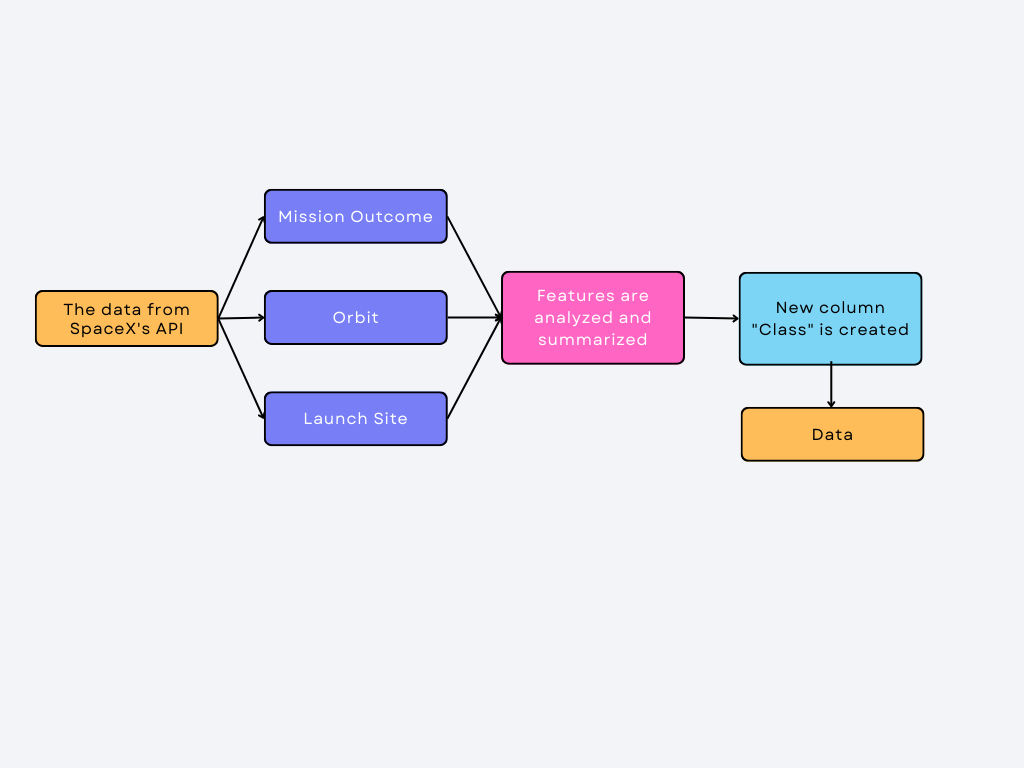 The data from
SpaceX's API
Mission Outcome
Orbit
Launch Site
Features are
analyzed and
summarized
New column
"Class" is created
Data